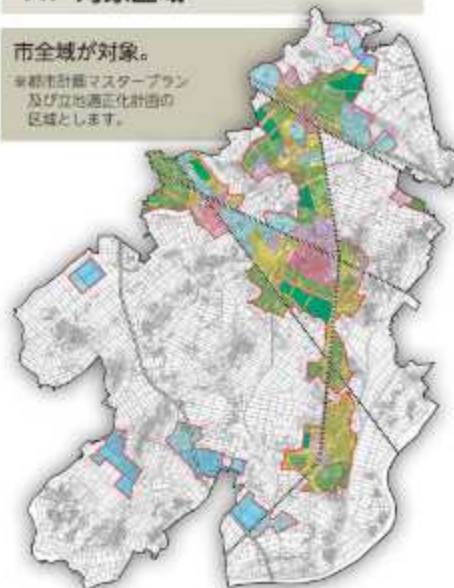 市全域が対象。
※都市計画マスタープラン
及び立地適正化計画の
区域とします。